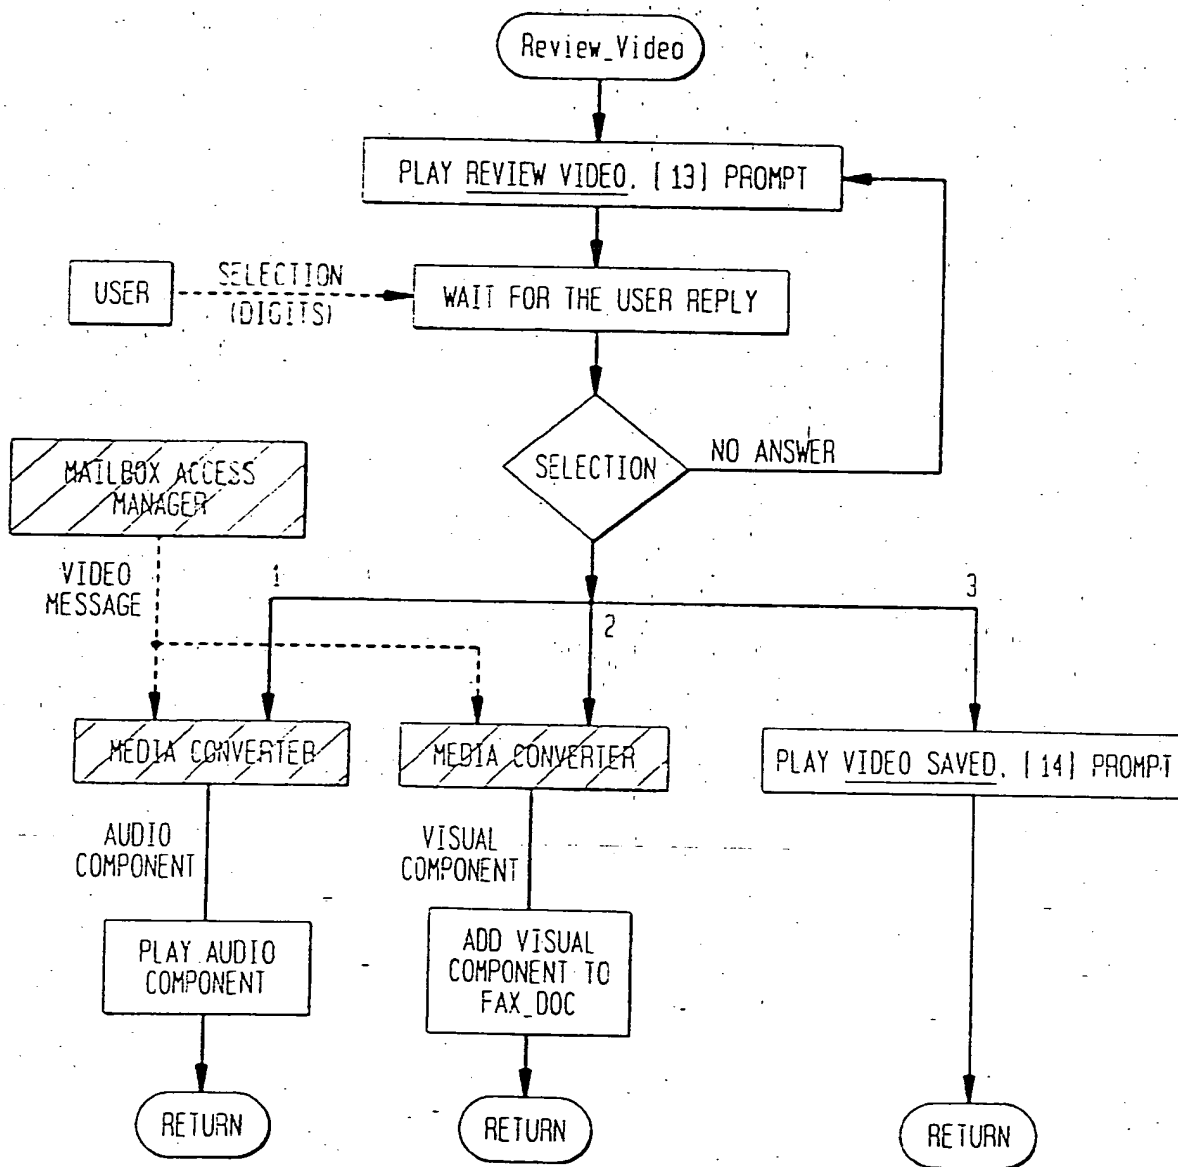 Review_Video
PLAY REVIEW VIDEO, [13] PROMPT
USER
SELECTION
(DIGITS)
WAIT FOR THE USER REPLY
SELECTION
NO ANSWER
MAILBOX ACCESS
MANAGER
VIDEO
MESSAGE
1
2
3
MEDIA CONVERTER
MEDIA CONVERTER
PLAY VIDEO SAVED, [14] PROMPT
AUDIO
COMPONENT
VISUAL
COMPONENT
PLAY AUDIO
COMPONENT
ADD VISUAL
COMPONENT TO
FAX_DOC
RETURN
RETURN
RETURN